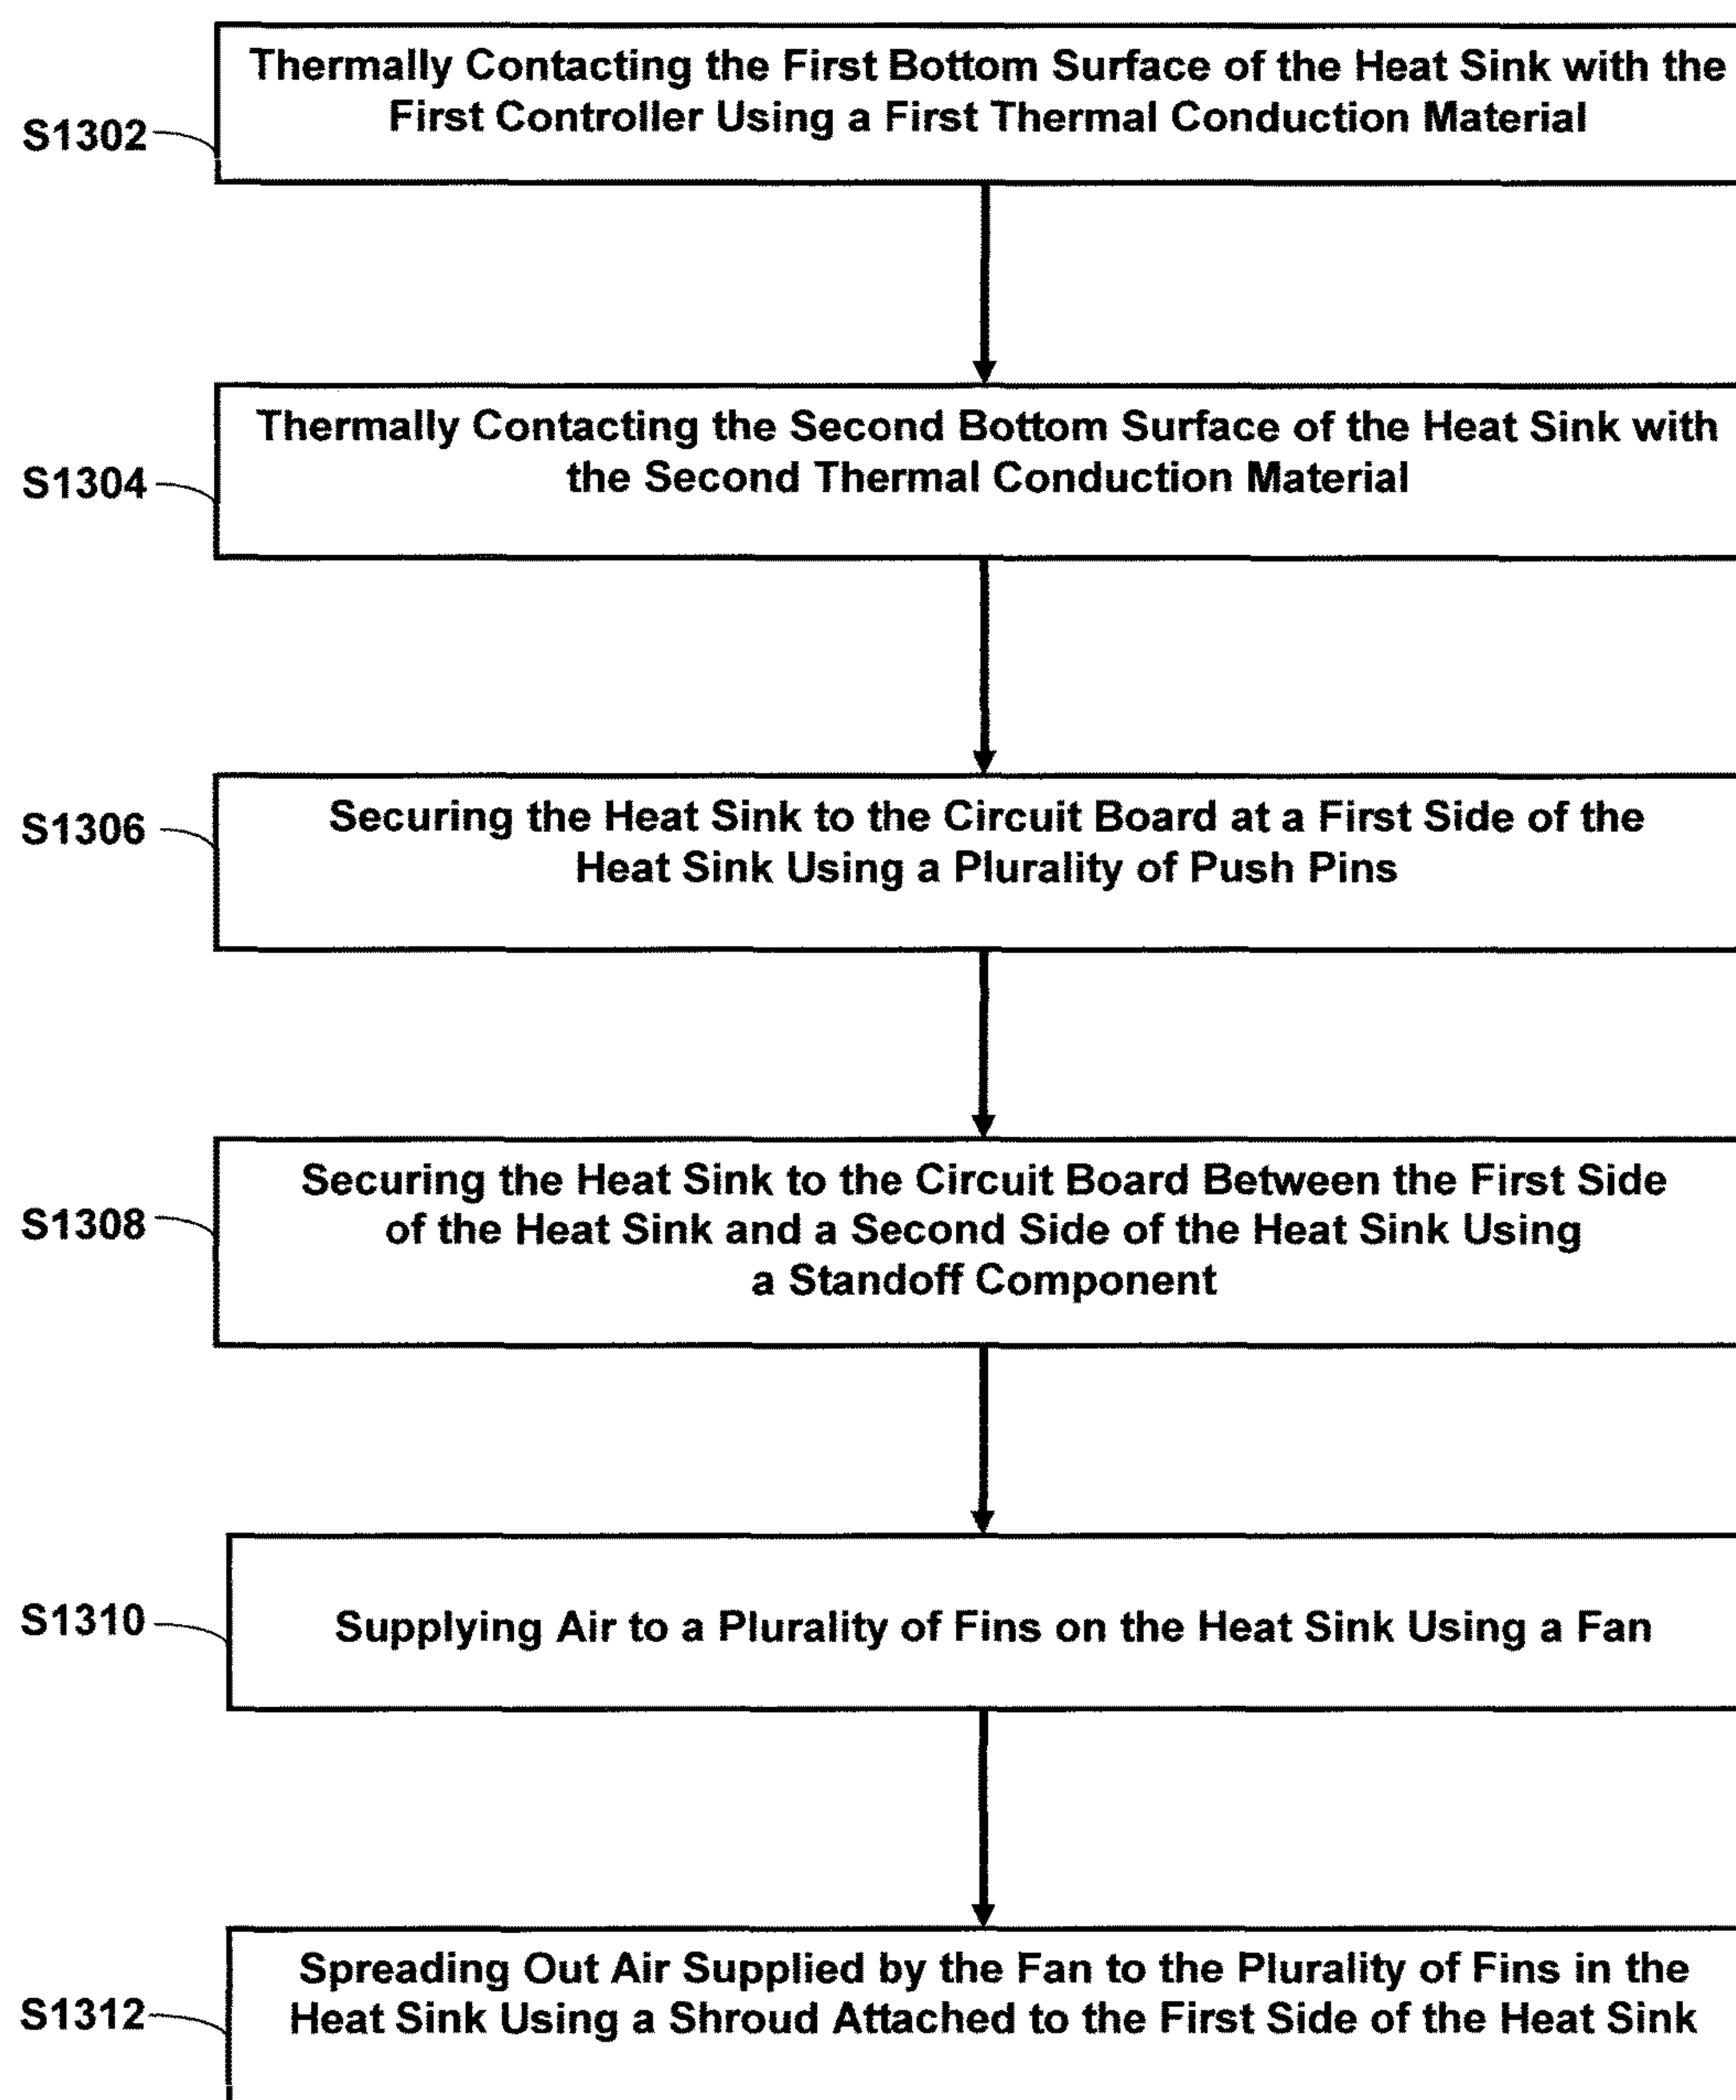 Thermally Contacting the First Bottom Surface of the Heat Sink with the
First Controller Using a First Thermal Conduction Material
S1302
Thermally Contacting the Second Bottom Surface of the Heat Sink with
the Second Thermal Conduction Material
S1304
Securing the Heat Sink to the Circuit Board at a First Side of the
Heat Sink Using a Plurality of Push Pins
S1306
Securing the Heat Sink to the Circuit Board Between the First Side
of the Heat Sink and a Second Side of the Heat Sink Using
a Standoff Component
S1308
Supplying Air to a Plurality of Fins on the Heat Sink Using a Fan
S1310
Spreading Out Air Supplied by the Fan to the Plurality of Fins in the
Heat Sink Using a Shroud Attached to the First Side of the Heat Sink
S1312